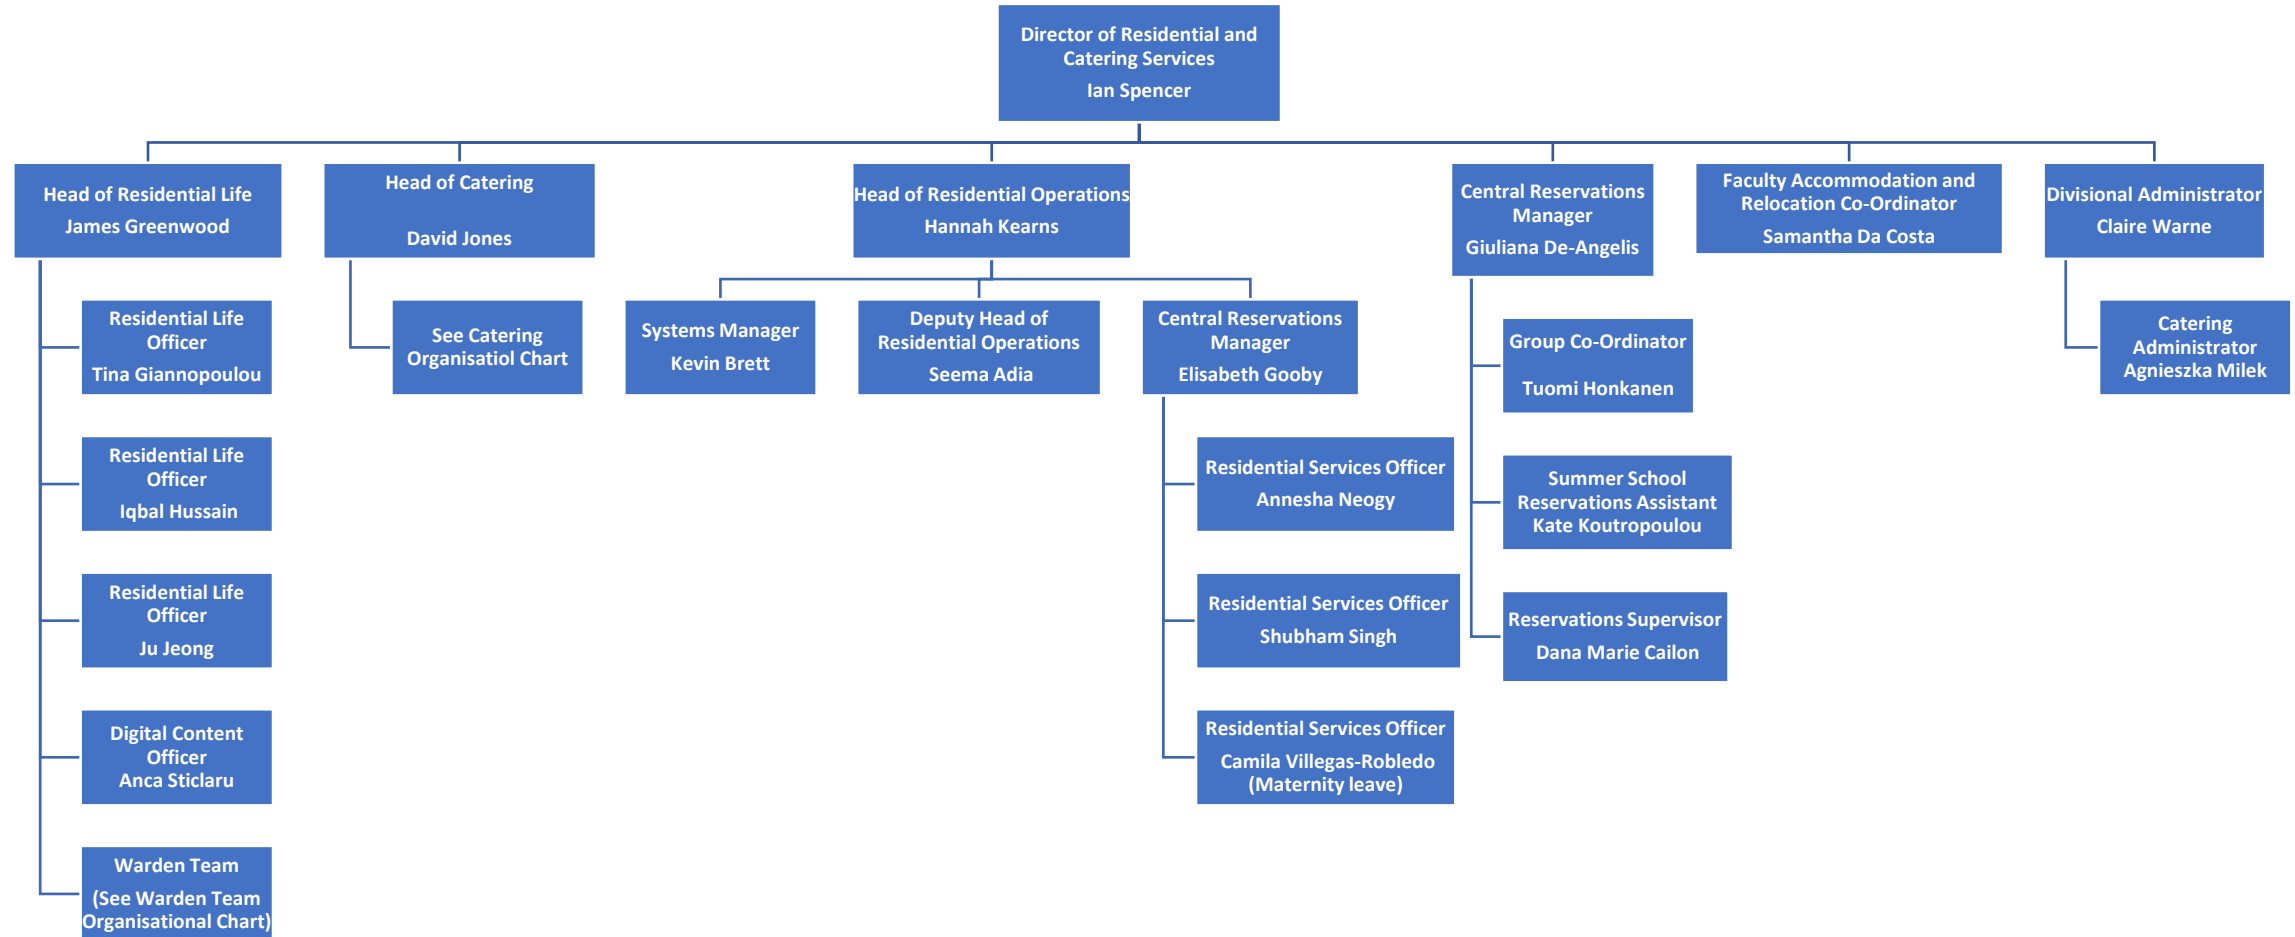 Director of Residential and
Catering Services
Ian Spencer
Head of Residential Life
James Greenwood
Head of Catering
David Jones
Head of Residential Operations
Hannah Kearns
Central Reservations
Manager
Giuliana De-Angelis
Faculty Accommodation and
Relocation Co-Ordinator
Samantha Da Costa
Divisional Administrator
Claire Warne
Residential Life
Officer
Tina Giannopoulou
See Catering
Organisatiol Chart
Systems Manager
Kevin Brett
Deputy Head of
Residential Operations
Seema Adia
Central Reservations
Manager
Elisabeth Gooby
Group Co-Ordinator
Tuomi Honkanen
Catering
Administrator
Agnieszka Milek
Residential Life
Officer
Iqbal Hussain
Residential Services Officer
Annesha Neogy
Summer School
Reservations Assistant
Kate Koutropoulou
Residential Life
Officer
Ju Jeong
Residential Services Officer
Shubham Singh
Reservations Supervisor
Dana Marie Cailon
Digital Content
Officer
Anca Sticlaru
Residential Services Officer
Camila Villegas-Robledo
(Maternity leave)
Warden Team
(See Warden Team
Organisational Chart)